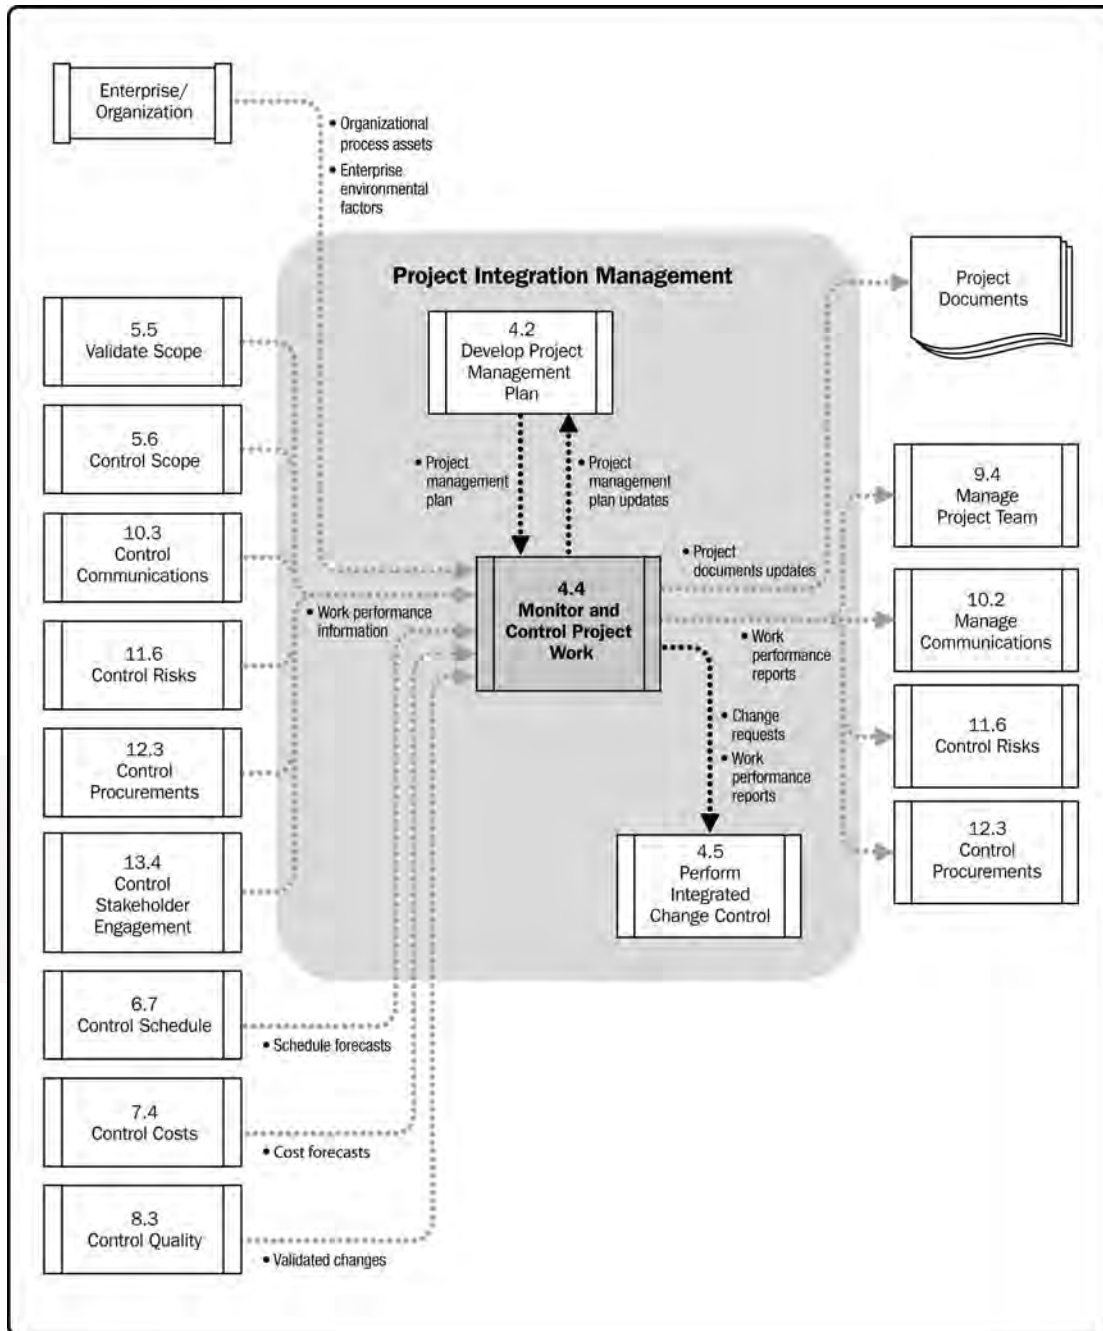 Enterprise/
Organization
• Organizational
process assets
• Enterprise
environmental
factors
Project Integration Management
Project
Documents
5.5
Validate Scope
4.2
Develop Project
Management
Plan
5.6
Control Scope
• Project
management
plan
• Project
management
plan updates
9.4
Manage
Project Team
10.3
Control
Communications
• Project
documents updates
4.4
Monitor and
Control Project
Work
• Work performance
information
10.2
Manage
Communications
11.6
Control Risks
• Work
performance
reports
11.6
Control Risks
• Change
requests
• Work
performance
reports
12.3
Control
Procurements
12.3
Control
Procurements
13.4
Control
Stakeholder
Engagement
4.5
Perform
Integrated
Change Control
6.7
Control Schedule
• Schedule forecasts
7.4
Control Costs
• Cost forecasts
8.3
Control Quality
• Validated changes